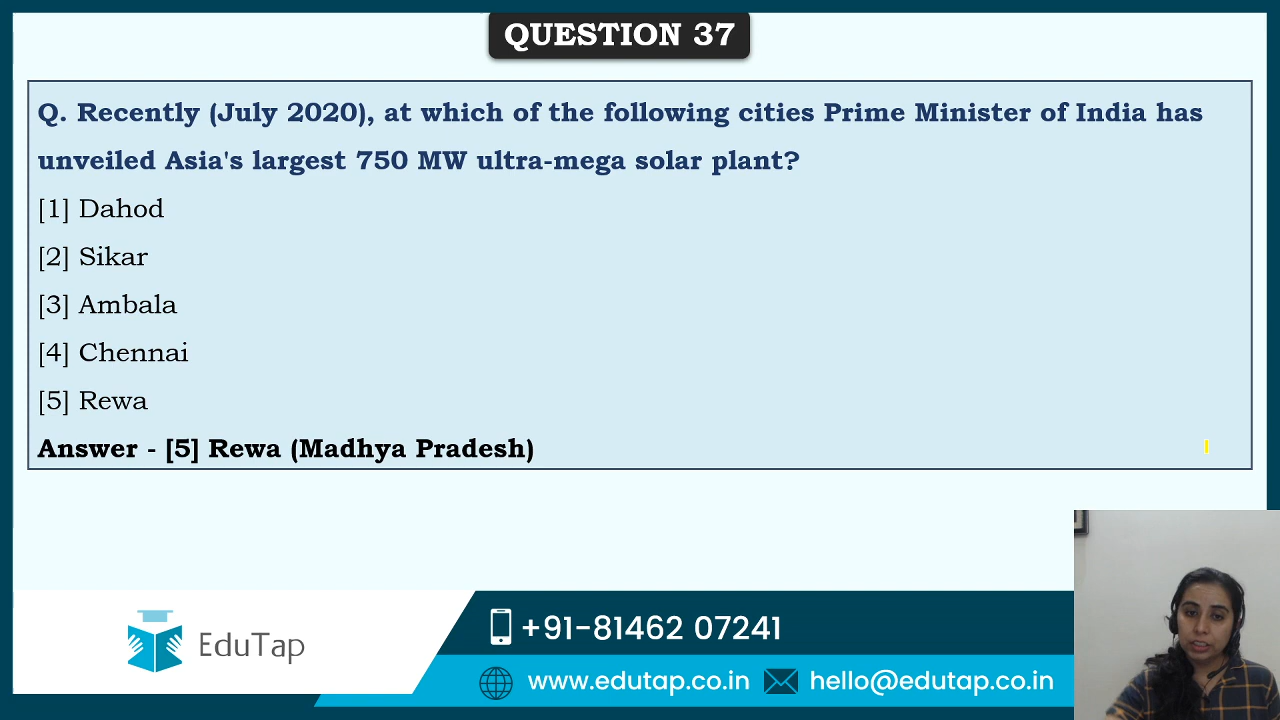 QUESTION 37
Q. Recently (July 2020), at which of the following cities Prime Minister of India has
unveiled Asia's largest 750 MW ultra-mega solar plant?
[1] Dahod
[2] Sikar
[3] Ambala
[4] Chennai
[5] Rewa
Answer - [5] Rewa (Madhya Pradesh)
EduTap
+91-81462 07241
www.edutap.co.in
hello@edutap.co.in